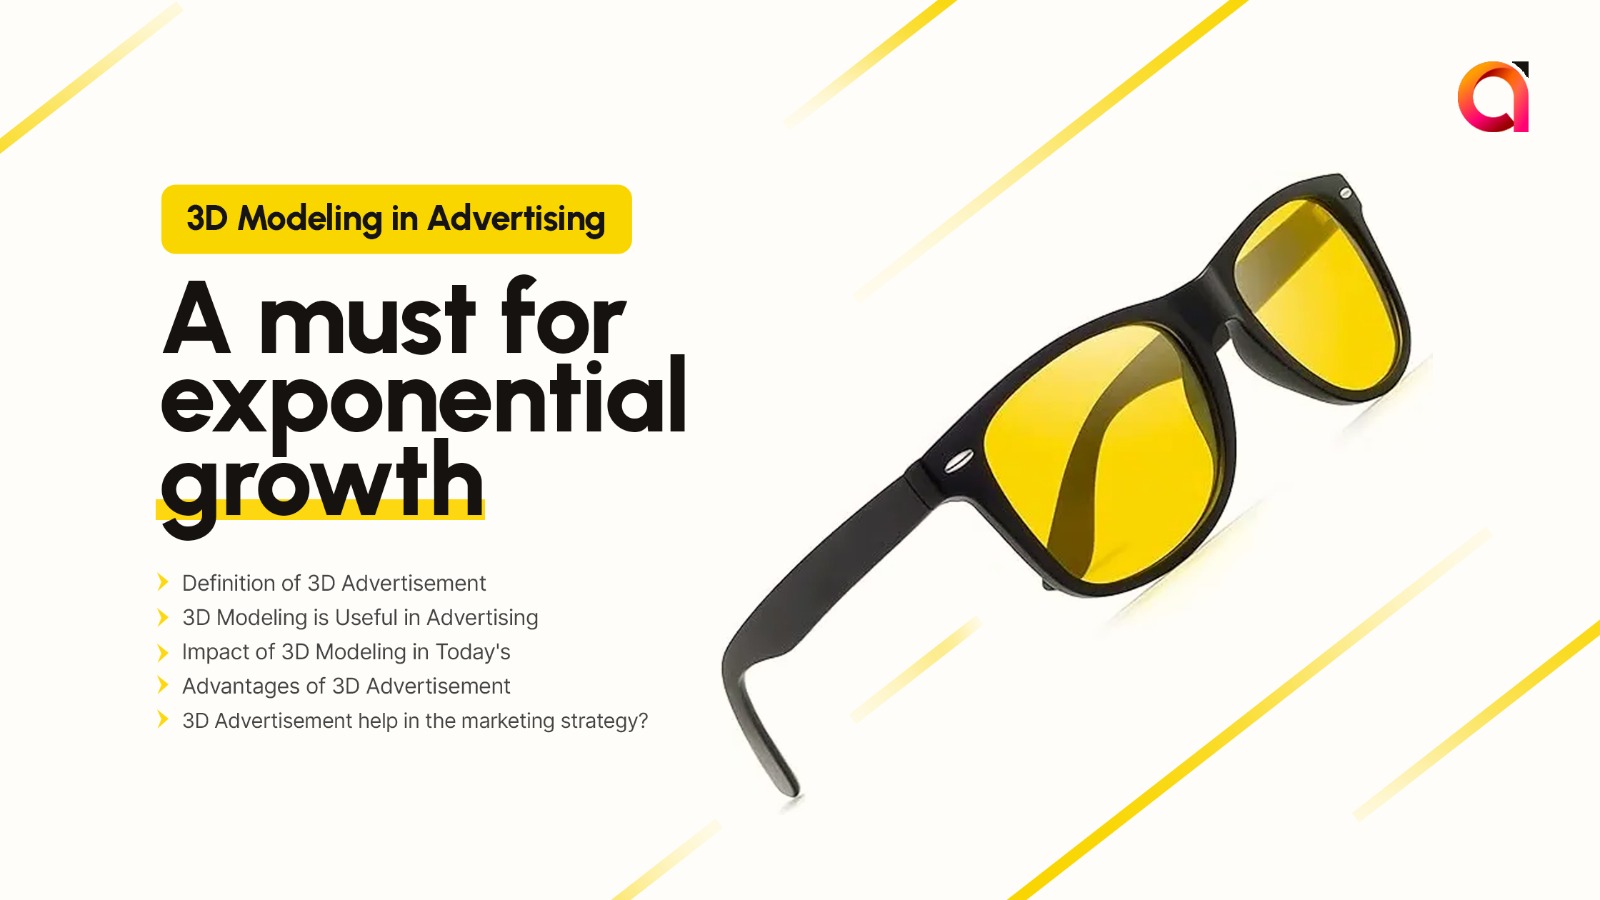 3D Modeling in Advertising
A must for
exponential
growth
Definition of 3D Advertisement
3D Modeling is Useful in Advertising
Impact of 3D Modeling in Today's
Advantages of 3D Advertisement
3D Advertisement help in the marketing strategy?